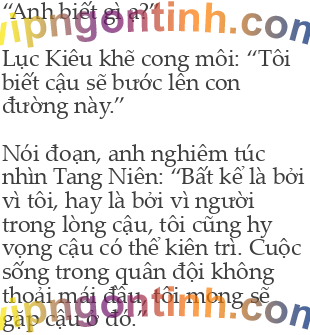 “Anh biết gì ạ?”
vipngontinh.com
Lục Kiêu khẽ cong môi: “Tôi
biết cậu sẽ bước lên con
đường này.”
Nói đoạn, anh nghiêm túc
nhìn Tang Niên: “Bất kể là bởi
vì tôi, hay là bởi vì người
trong lòng cậu, tôi cũng hy
vọng cậu có thể kiên trì. Cuộc
sống trong quân đội không
thoải mái đâu, tôi mong sẽ
gặp cậu ở đó.”
vipngontinh.com